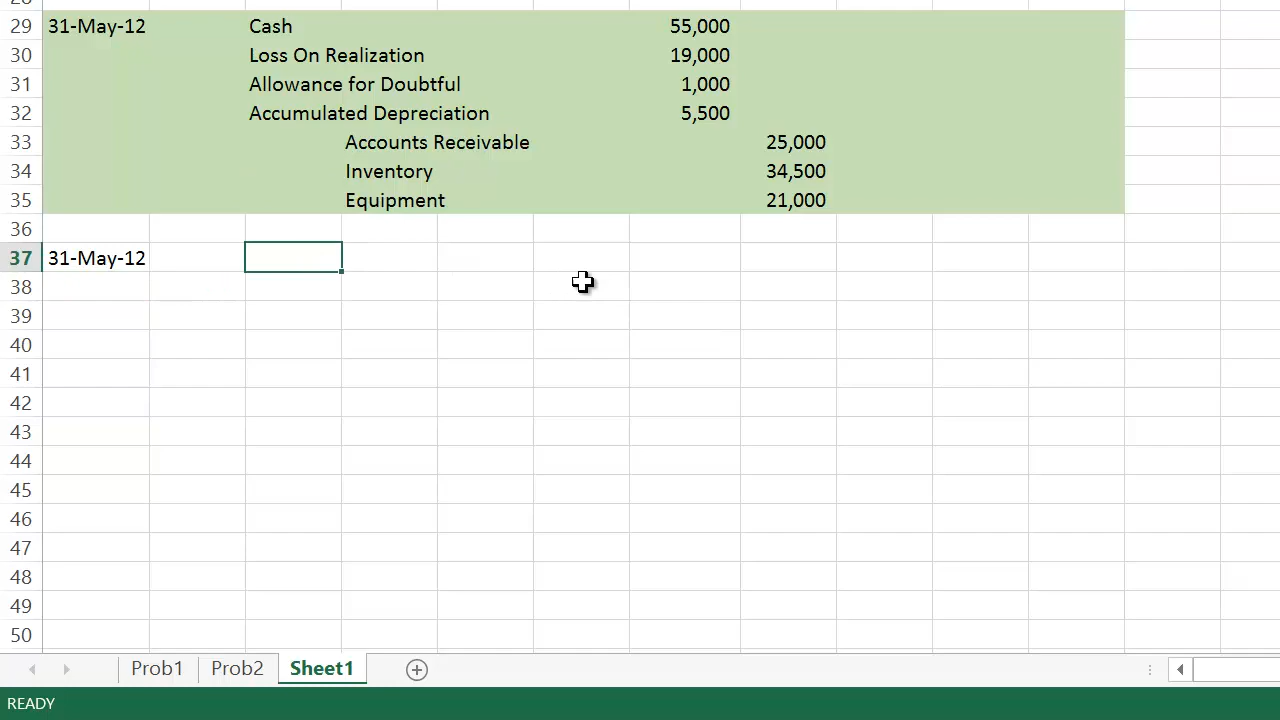 29 31-May-12 Cash 55,000
30 Loss On Realization 19,000
31 Allowance for Doubtful 1,000
32 Accumulated Depreciation 5,500
33 Accounts Receivable 25,000
34 Inventory 34,500
35 Equipment 21,000
36
37 31-May-12
38
39
40
41
42
43
44
45
46
47
48
49
50
Prob1 Prob2 Sheet1
READY